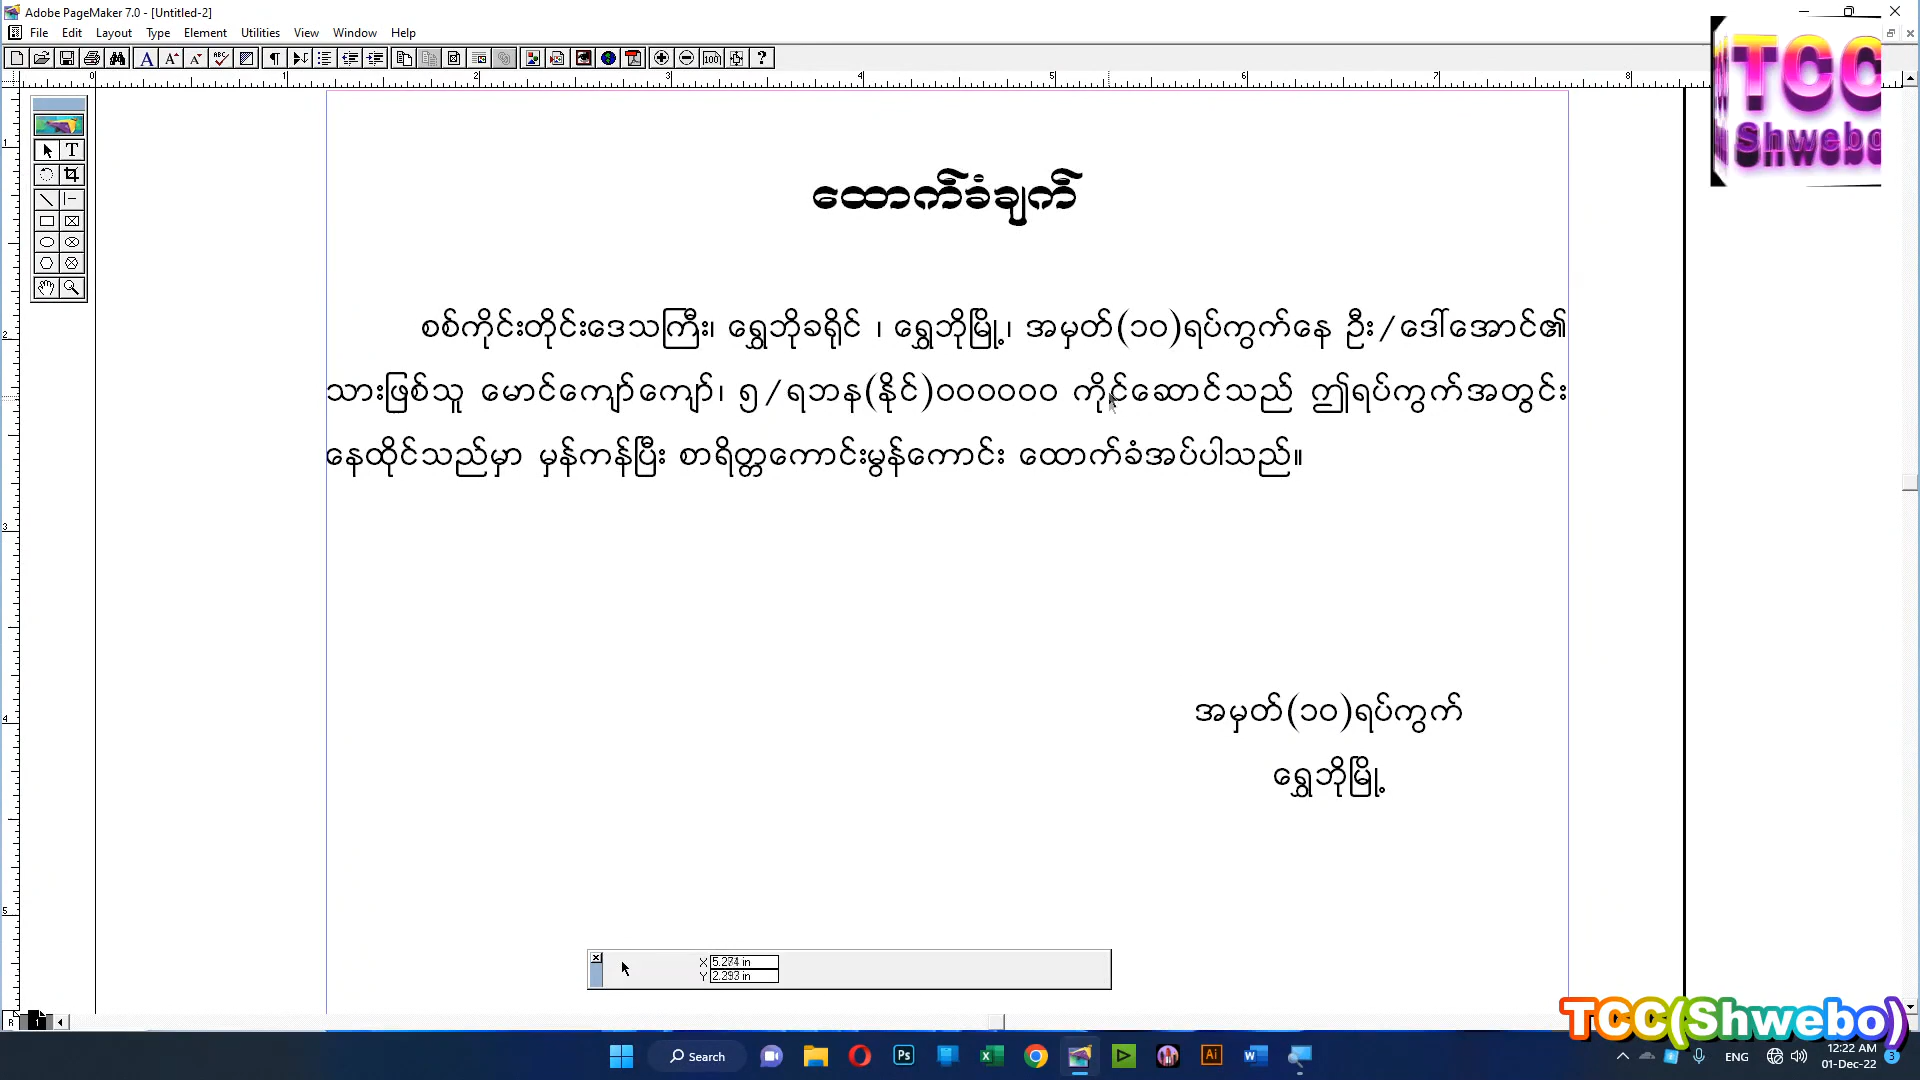 Adobe PageMaker 7.0 - [Untitled-2]
File Edit Layout Type Element Utilities View Window Help
TCC
Shwebo
ထောက်ခံချက်
စစ်ကိုင်းတိုင်းဒေသကြီး၊ ရွှေဘိုခရိုင် ၊ ရွှေဘိုမြို့၊ အမှတ်(၁၀)ရပ်ကွက်နေ ဦး/ဒေါ်အောင်၏
သားဖြစ်သူ မောင်ကျော်ကျော်၊ ၅/ရဘန(နိုင်)၀၀၀၀၀၀ ကိုင်ဆောင်သည် ဤရပ်ကွက်အတွင်း
နေထိုင်သည်မှာ မှန်ကန်ပြီး စာရိတ္တကောင်းမွန်ကောင်း ထောက်ခံအပ်ပါသည်။
အမှတ်(၁၀)ရပ်ကွက်
ရွှေဘိုမြို့
X 5.274 in
Y 2.293 in
TCC(Shwebo)
Search
ENG
12:22 AM
01-Dec-22